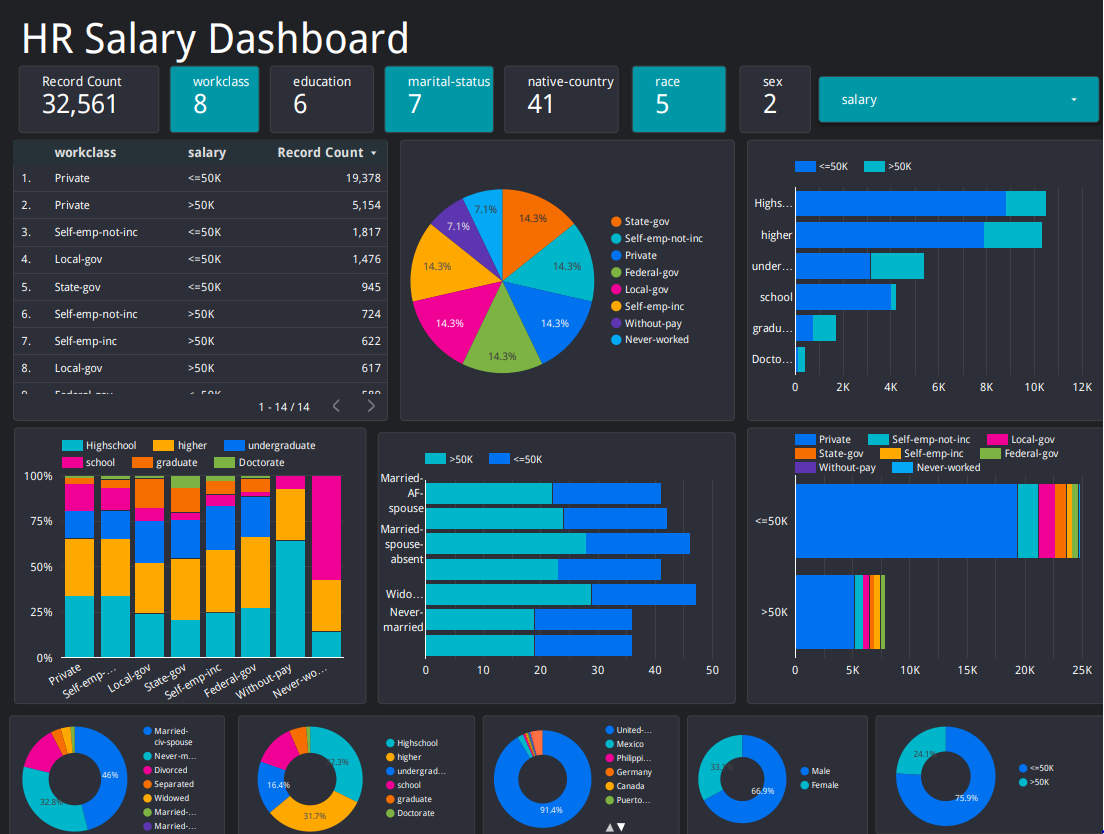 HR Salary Dashboard
Record Count
32,561
workclass
8
education
6
marital-status
7
native-country
41
race
5
sex
2
salary
workclass salary Record Count
1. Private <=50K 19,378
2. Private >50K 5,154
3. Self-emp-not-inc <=50K 1,817
4. Local-gov <=50K 1,476
5. State-gov <=50K 945
6. Self-emp-not-inc >50K 724
7. Self-emp-inc >50K 622
8. Local-gov >50K 617
1 - 14 / 14
7.1%
14.3%
7.1%
14.3%
14.3%
14.3%
14.3%
14.3%
State-gov
Self-emp-not-inc
Private
Federal-gov
Local-gov
Self-emp-inc
Without-pay
Never-worked
<=50K >50K
Highs...
higher
under...
school
gradu...
Docto...
0 2K 4K 6K 8K 10K 12K
Highschool higher undergraduate
school graduate Doctorate
100%
75%
50%
25%
0%
Private
Self-emp-...
Local-gov
State-gov
Self-emp-inc
Federal-gov
Without-pay
Never-wo...
>50K <=50K
Married-
AF-
spouse
Married-
spouse-
absent
Wido...
Never-
married
0 10 20 30 40 50
Private Self-emp-not-inc Local-gov
State-gov Self-emp-inc Federal-gov
Without-pay Never-worked
<=50K
>50K
0 5K 10K 15K 20K 25K
46%
32.8%
Married-
civ-spouse
Never-m...
Divorced
Separated
Widowed
Married-...
Married-...
16.4%
31.7%
Highschool
higher
undergrad...
school
graduate
Doctorate
91.4%
United-...
Mexico
Philippi...
Germany
Canada
Puerto...
66.9%
Male
Female
24.1%
75.9%
<=50K
>50K